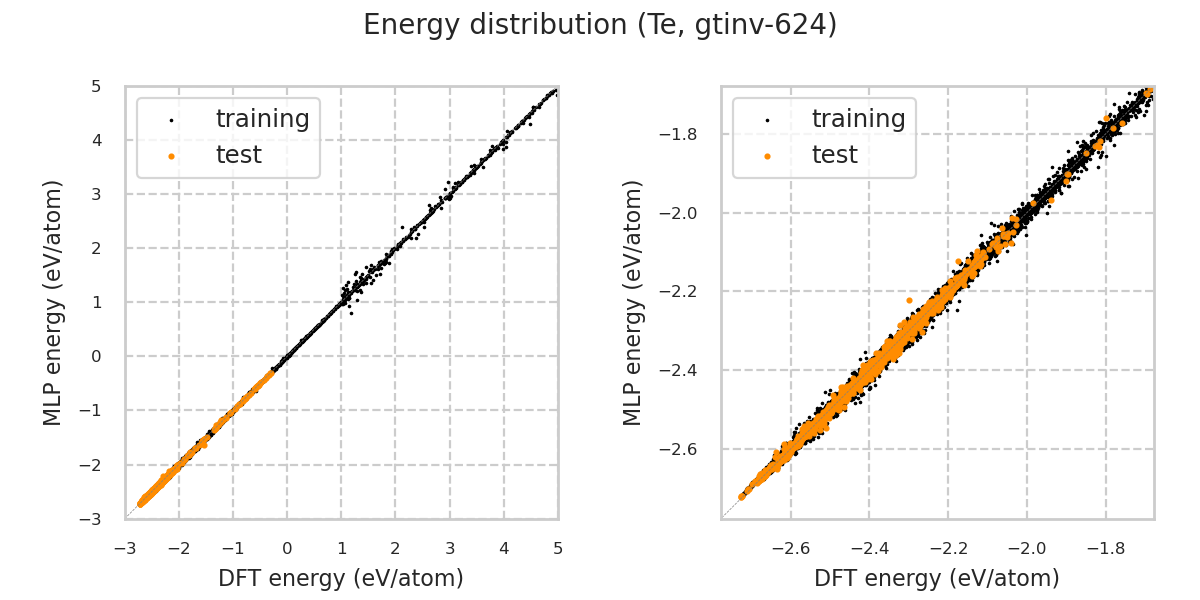 Energy distribution (Te, gtinv-624)
training
test
MLP energy (eV/atom)
5
4
3
2
1
0
−1
−2
−3
−3 −2 −1 0 1 2 3 4 5
DFT energy (eV/atom)
training
test
MLP energy (eV/atom)
−1.8
−2.0
−2.2
−2.4
−2.6
−2.6 −2.4 −2.2 −2.0 −1.8
DFT energy (eV/atom)